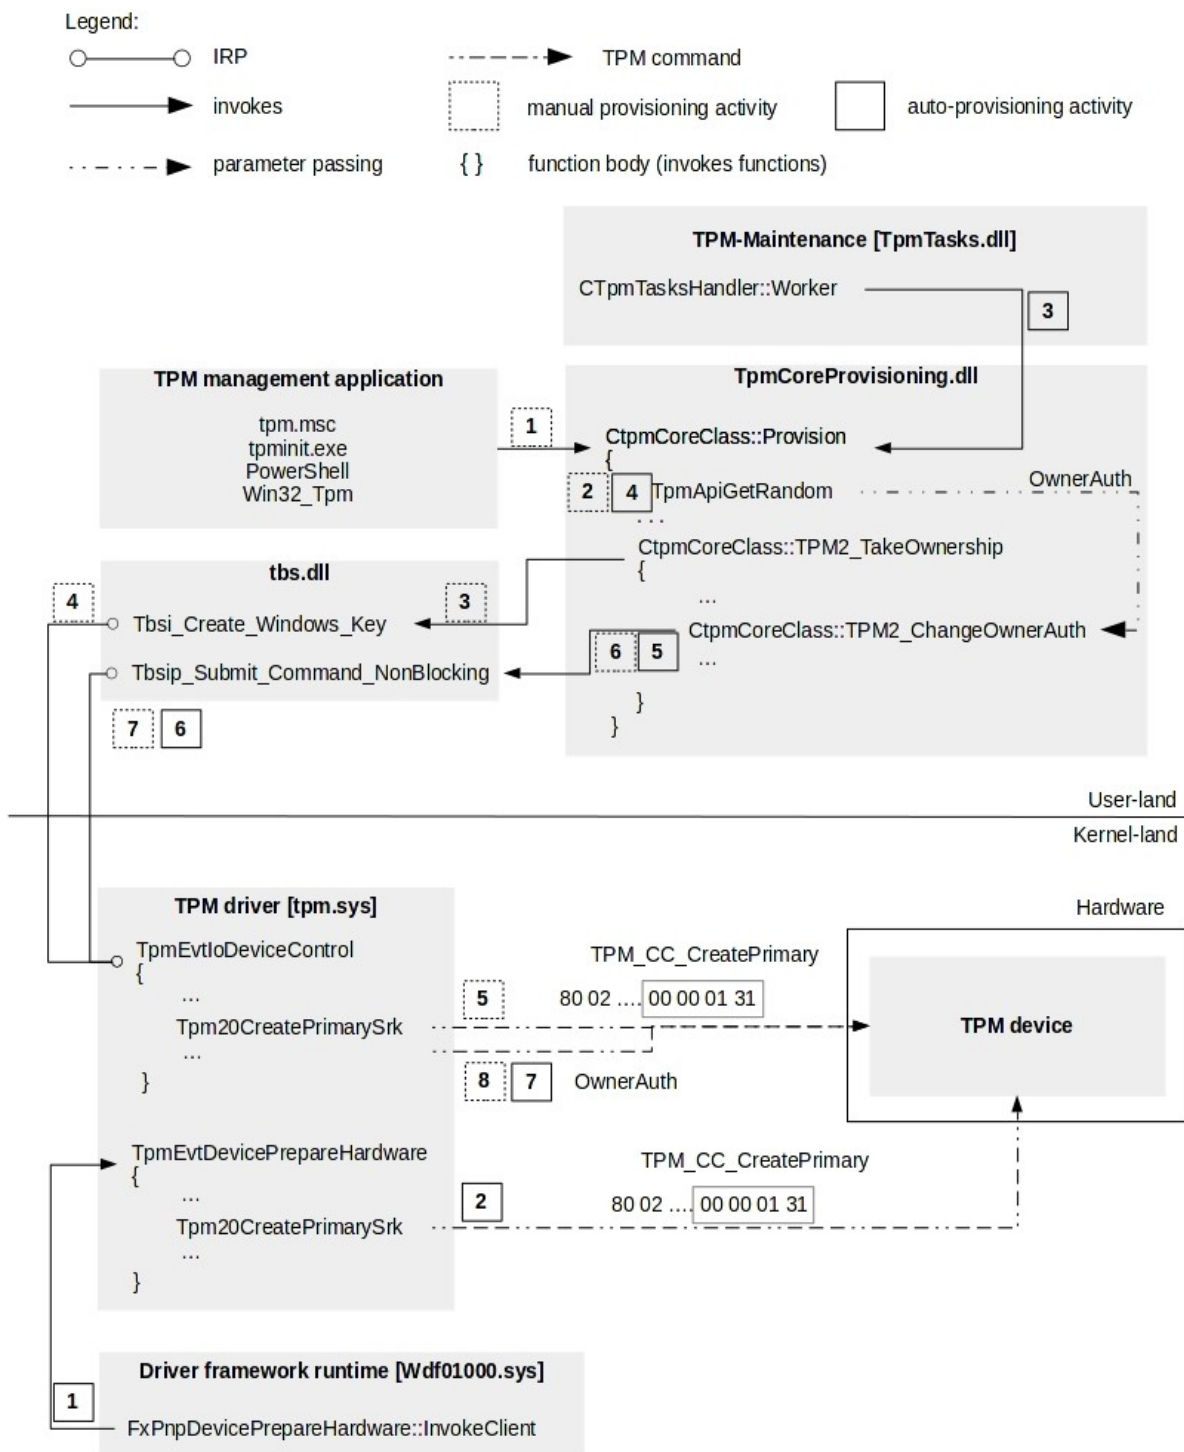 Legend:
IRP
TPM command
invokes
manual provisioning activity
auto-provisioning activity
parameter passing
{ }
function body (invokes functions)
TPM-Maintenance [TpmTasks.dll]
CTpmTasksHandler::Worker
3
TPM management application
tpm.msc
tpminit.exe
PowerShell
Win32_Tpm
1
TpmCoreProvisioning.dll
CtpmCoreClass::Provision
{
2
4
TpmApiGetRandom
OwnerAuth
...
CtpmCoreClass::TPM2_TakeOwnership
{
...
CtpmCoreClass::TPM2_ChangeOwnerAuth
...
}
}
tbs.dll
4
3
Tbsi_Create_Windows_Key
6
5
Tbsip_Submit_Command_NonBlocking
7
6
User-land
Kernel-land
TPM driver [tpm.sys]
TpmEvtIoDeviceControl
{
...
Tpm20CreatePrimarySrk
...
}
5
TPM_CC_CreatePrimary
80 02 .... 00 00 01 31
8
7
OwnerAuth
Hardware
TPM device
TpmEvtDevicePrepareHardware
{
...
Tpm20CreatePrimarySrk
...
}
2
TPM_CC_CreatePrimary
80 02 .... 00 00 01 31
Driver framework runtime [Wdf01000.sys]
1
FxPnpDevicePrepareHardware::InvokeClient